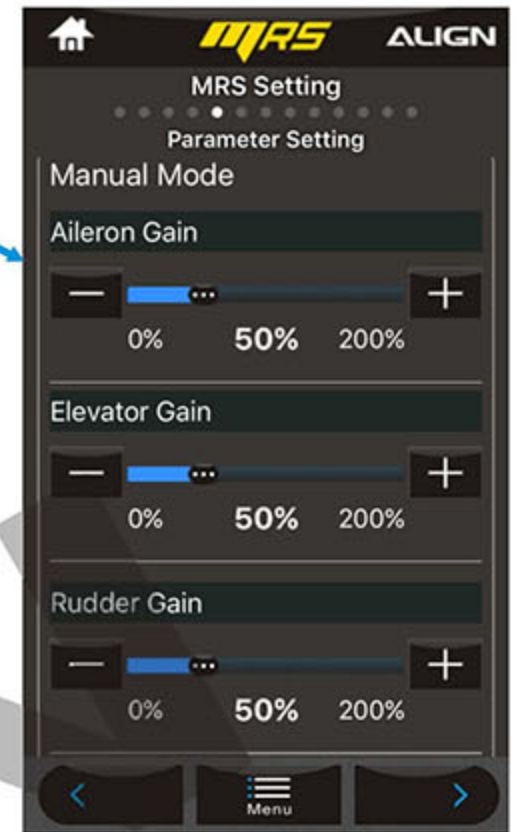 MRS ALIGN
MRS Setting
Parameter Setting
Manual Mode
Aileron Gain
0% 50% 200%
Elevator Gain
0% 50% 200%
Rudder Gain
0% 50% 200%
Menu